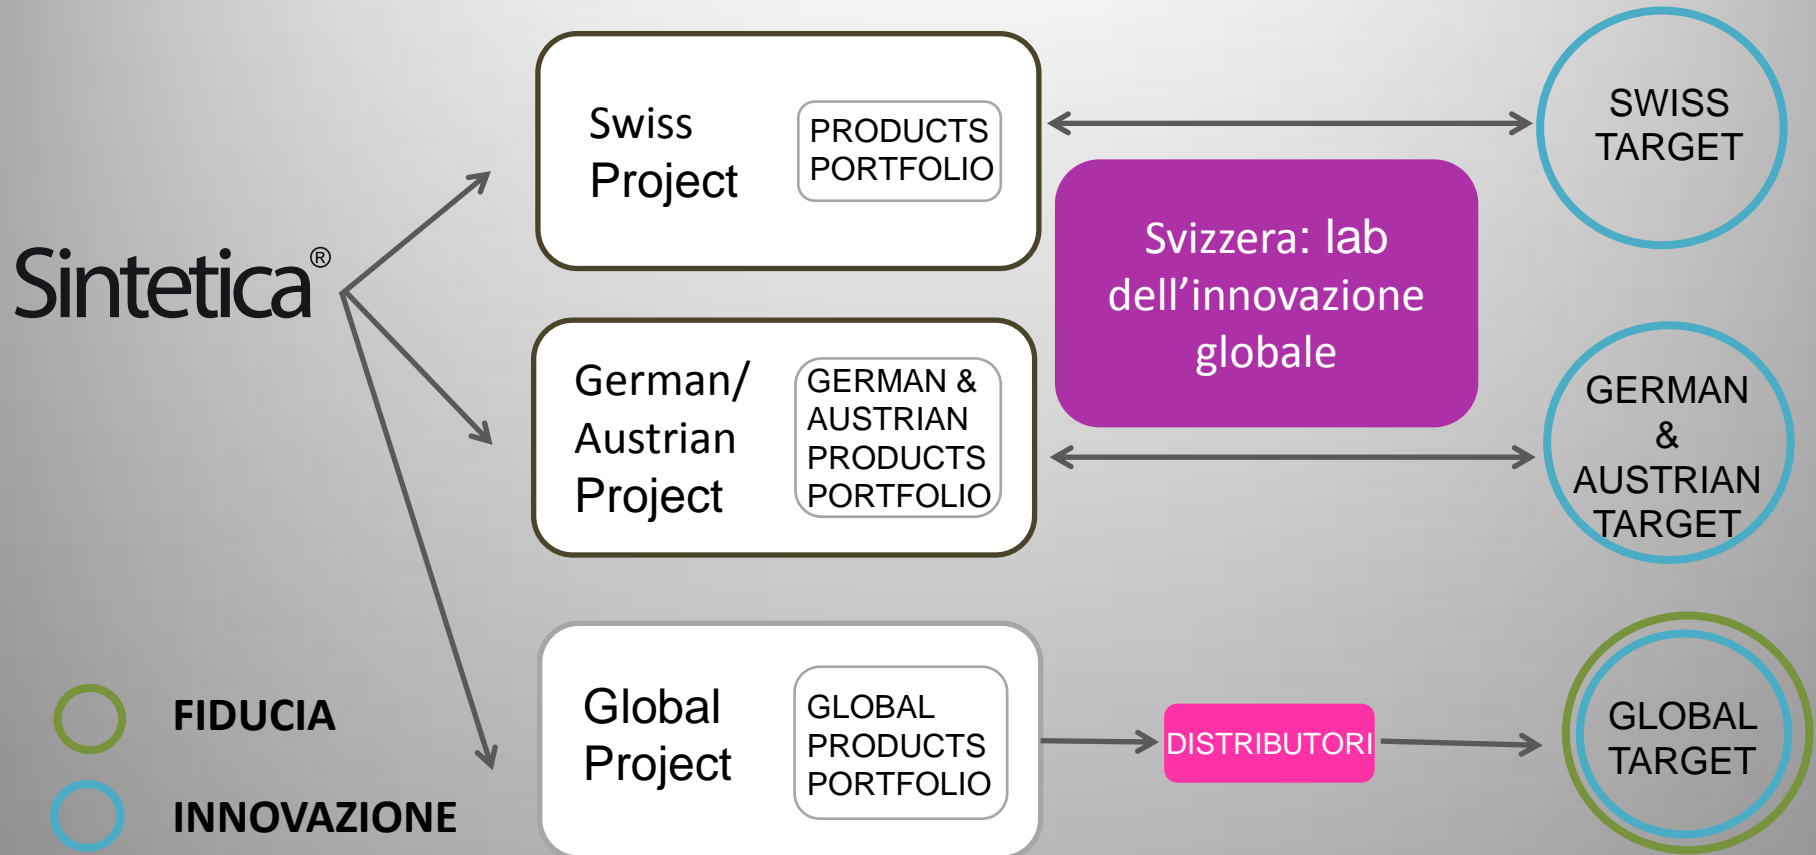 Sintetica®
Swiss
Project
PRODUCTS
PORTFOLIO
SWISS
TARGET
Svizzera: lab
dell’innovazione
globale
German/
Austrian
Project
GERMAN &
AUSTRIAN
PRODUCTS
PORTFOLIO
GERMAN
&
AUSTRIAN
TARGET
Global
Project
GLOBAL
PRODUCTS
PORTFOLIO
DISTRIBUTORI
GLOBAL
TARGET
FIDUCIA
INNOVAZIONE